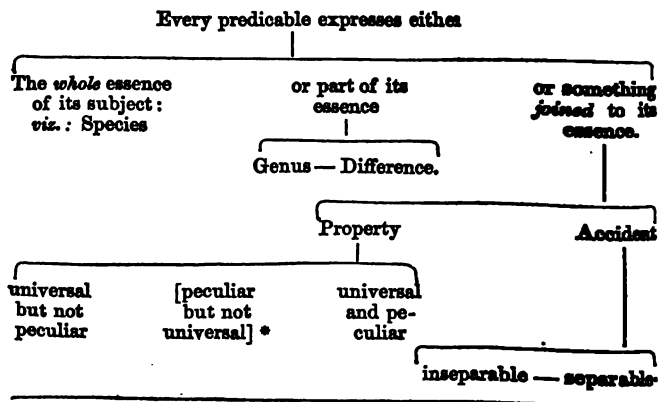 Every predicable expresses either
The whole essence of its subject: viz.: Species
or part of its essence
or something joined to its essence.
Genus — Difference.
Property
Accident
universal but not peculiar
[peculiar but not universal] *
universal and pe-culiar
inseparable — separable